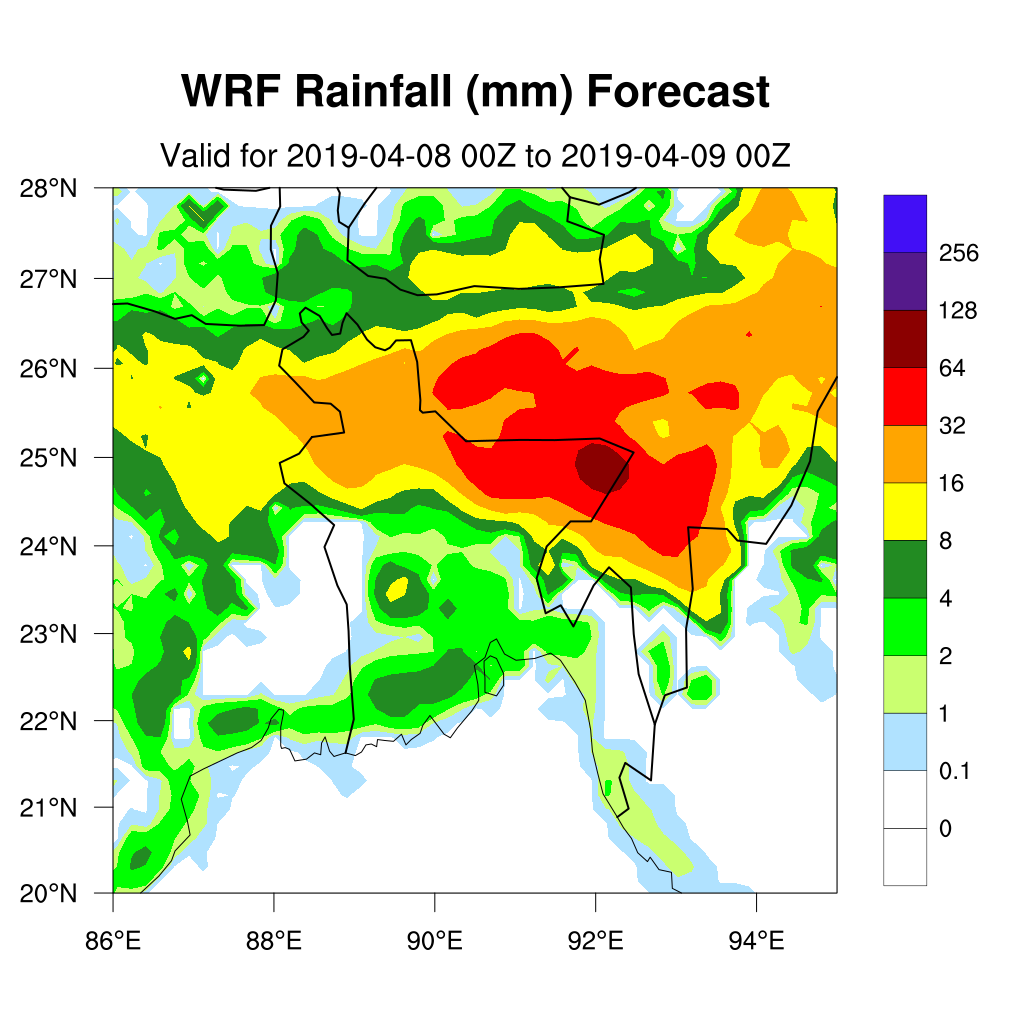 WRF Rainfall (mm) Forecast
Valid for 2019-04-08 00Z to 2019-04-09 00Z
28°N
27°N
26°N
25°N
24°N
23°N
22°N
21°N
20°N
86°E 88°E 90°E 92°E 94°E
256
128
64
32
16
8
4
2
1
0.1
0